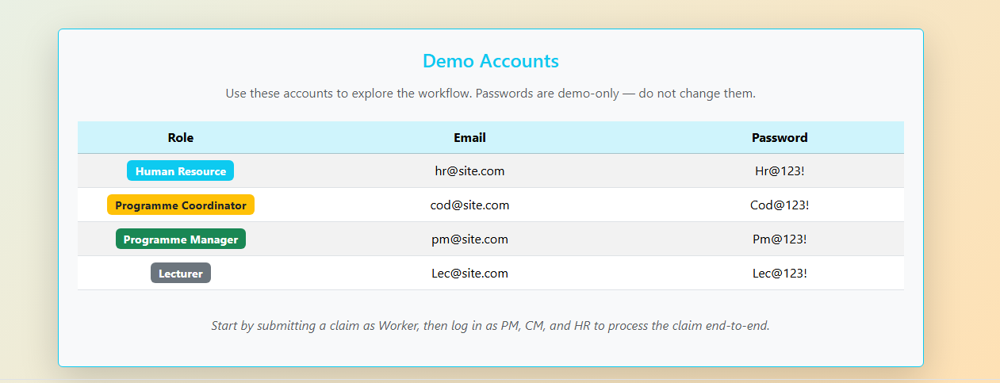 Demo Accounts
Use these accounts to explore the workflow. Passwords are demo-only — do not change them.
Role Email Password
Human Resource hr@site.com Hr@123!
Programme Coordinator cod@site.com Cod@123!
Programme Manager pm@site.com Pm@123!
Lecturer Lec@site.com Lec@123!
Start by submitting a claim as Worker, then log in as PM, CM, and HR to process the claim end-to-end.